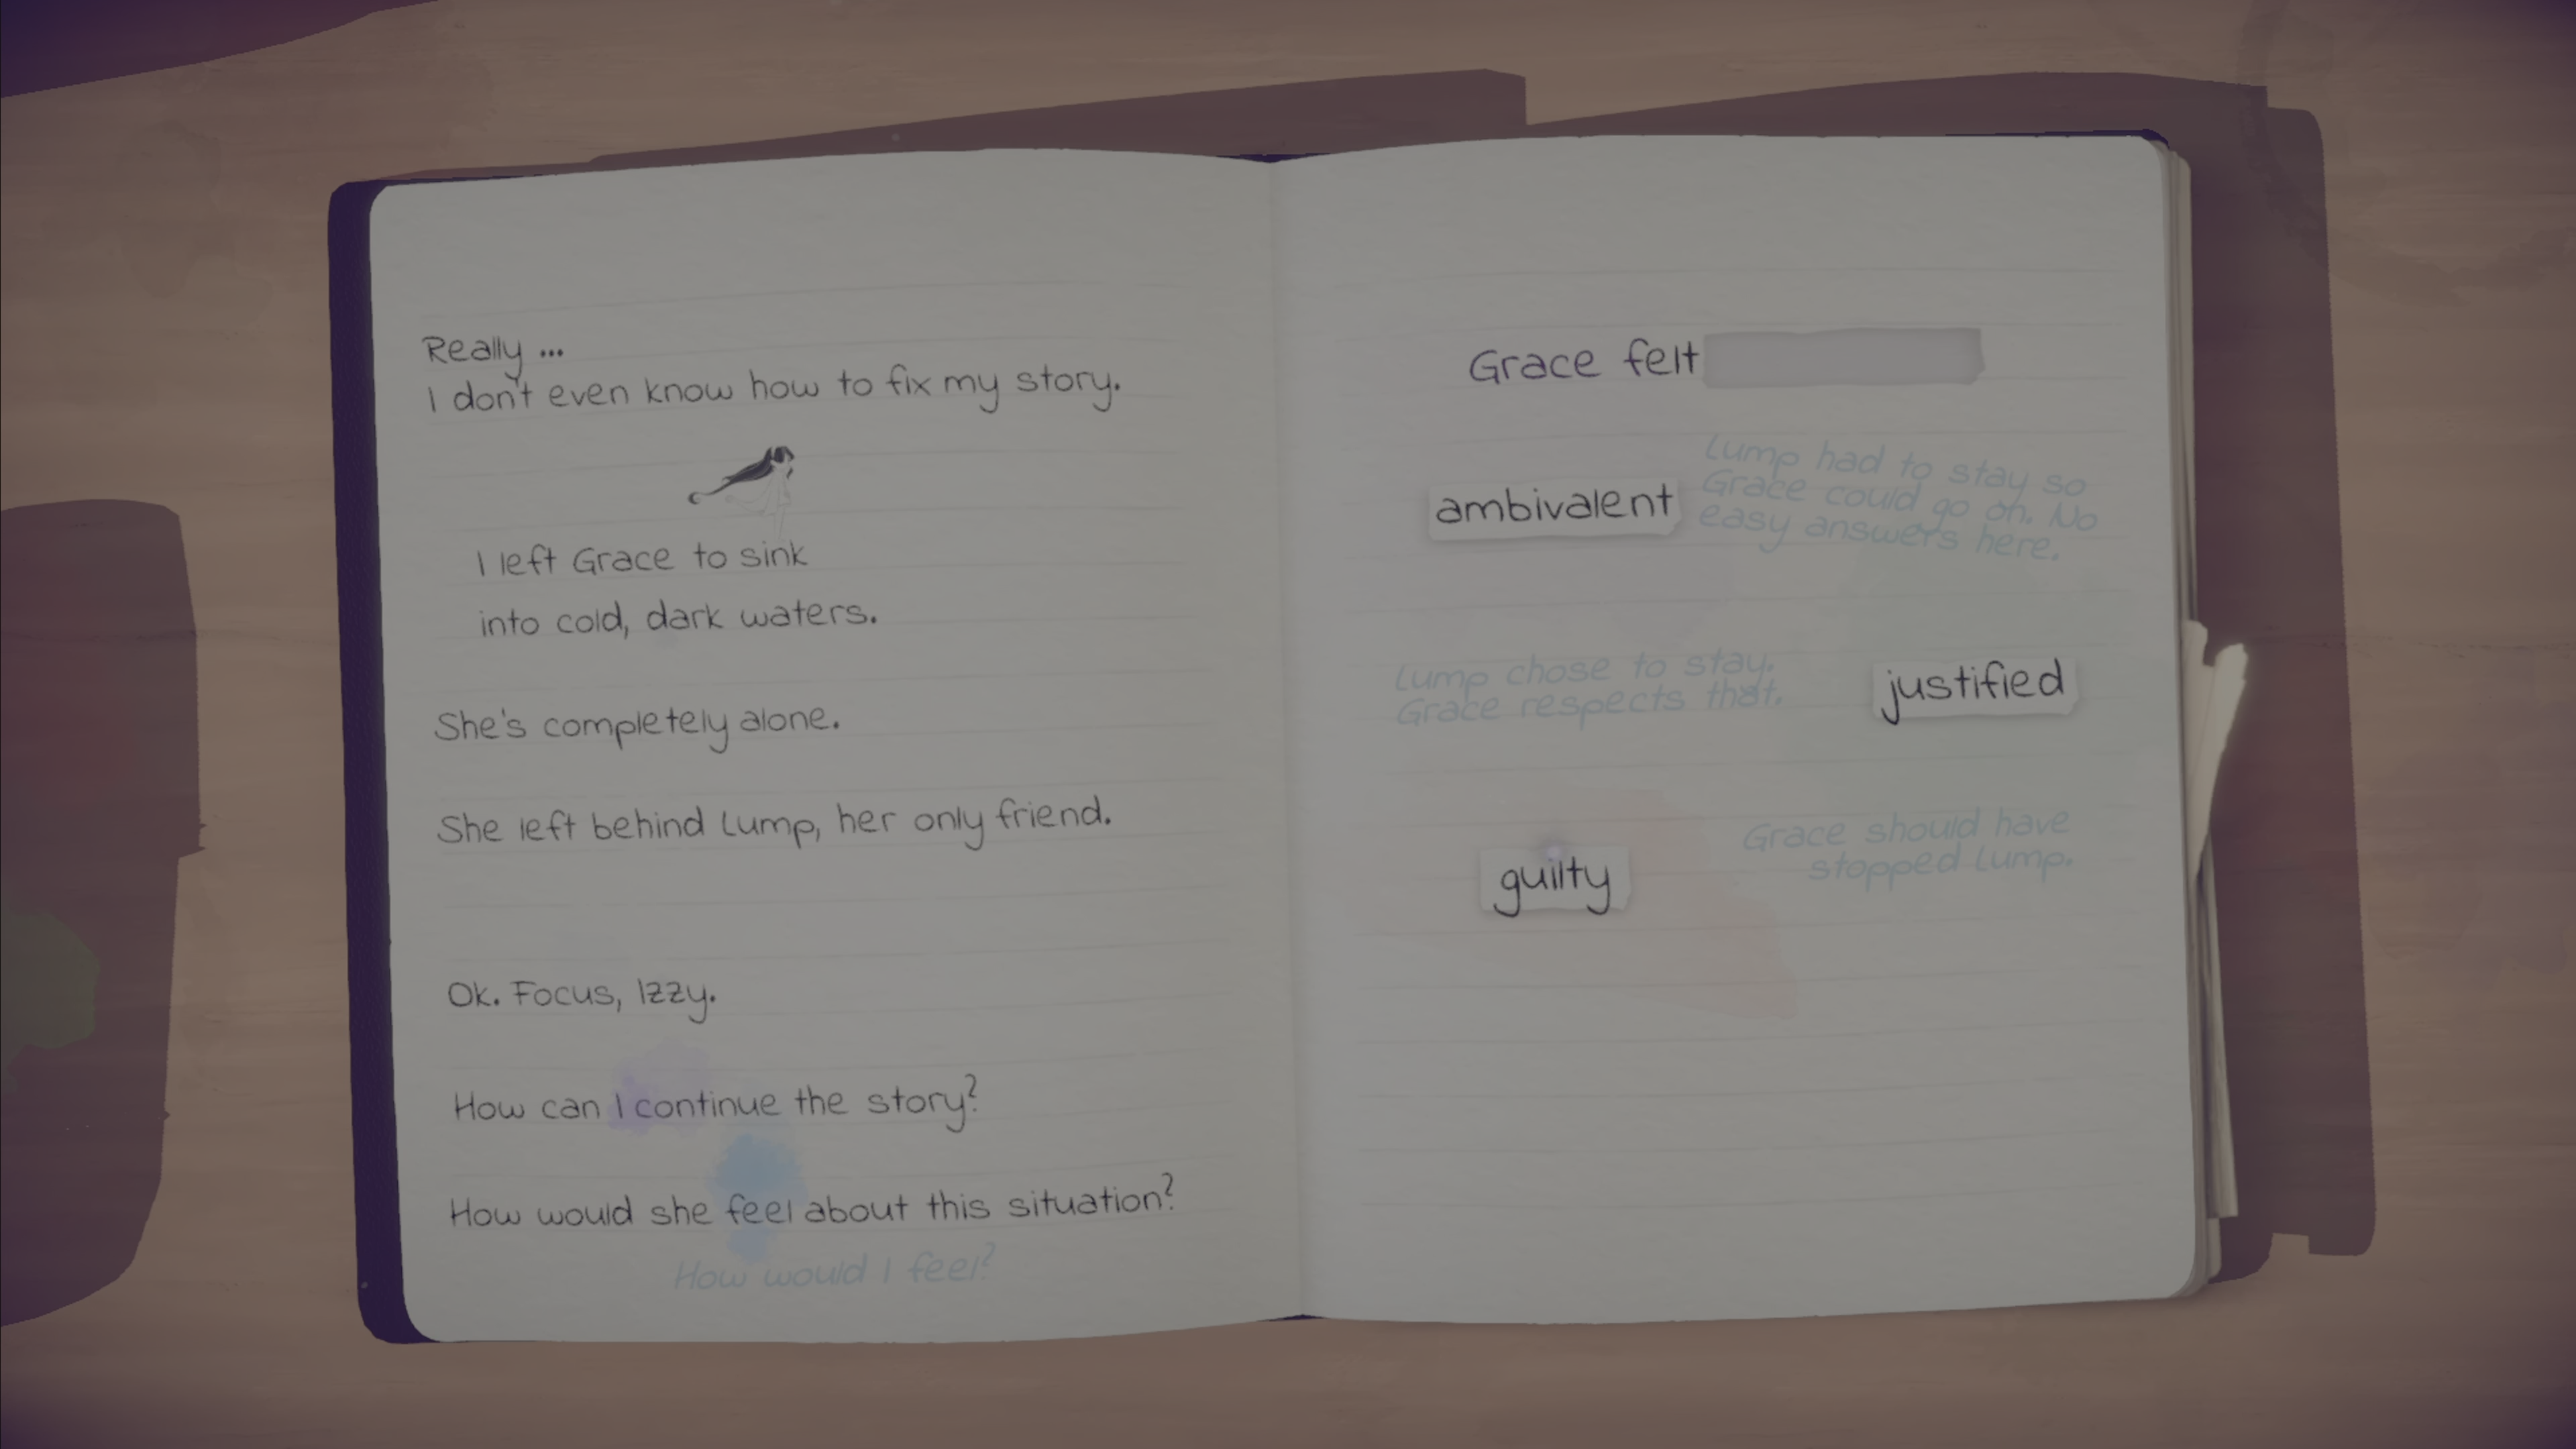 Really ...
I don't even know how to fix my story.
I left Grace to sink
into cold, dark waters.
She's completely alone.
She left behind Lump, her only friend.
Ok. Focus, Izzy.
How can I continue the story?
How would she feel about this situation?
How would I feel?
Grace felt
ambivalent
Lump had to stay so
Grace could go on. No
easy answers here.
Lump chose to stay.
Grace respects that.
justified
guilty
Grace should have
stopped Lump.